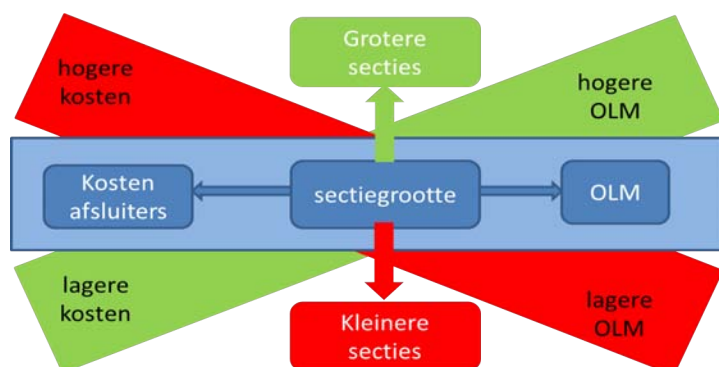 Grotere
secties
hogere
kosten
hogere
OLM
Kosten
afsluiters
sectiegrootte
OLM
lagere
kosten
lagere
OLM
Kleinere
secties